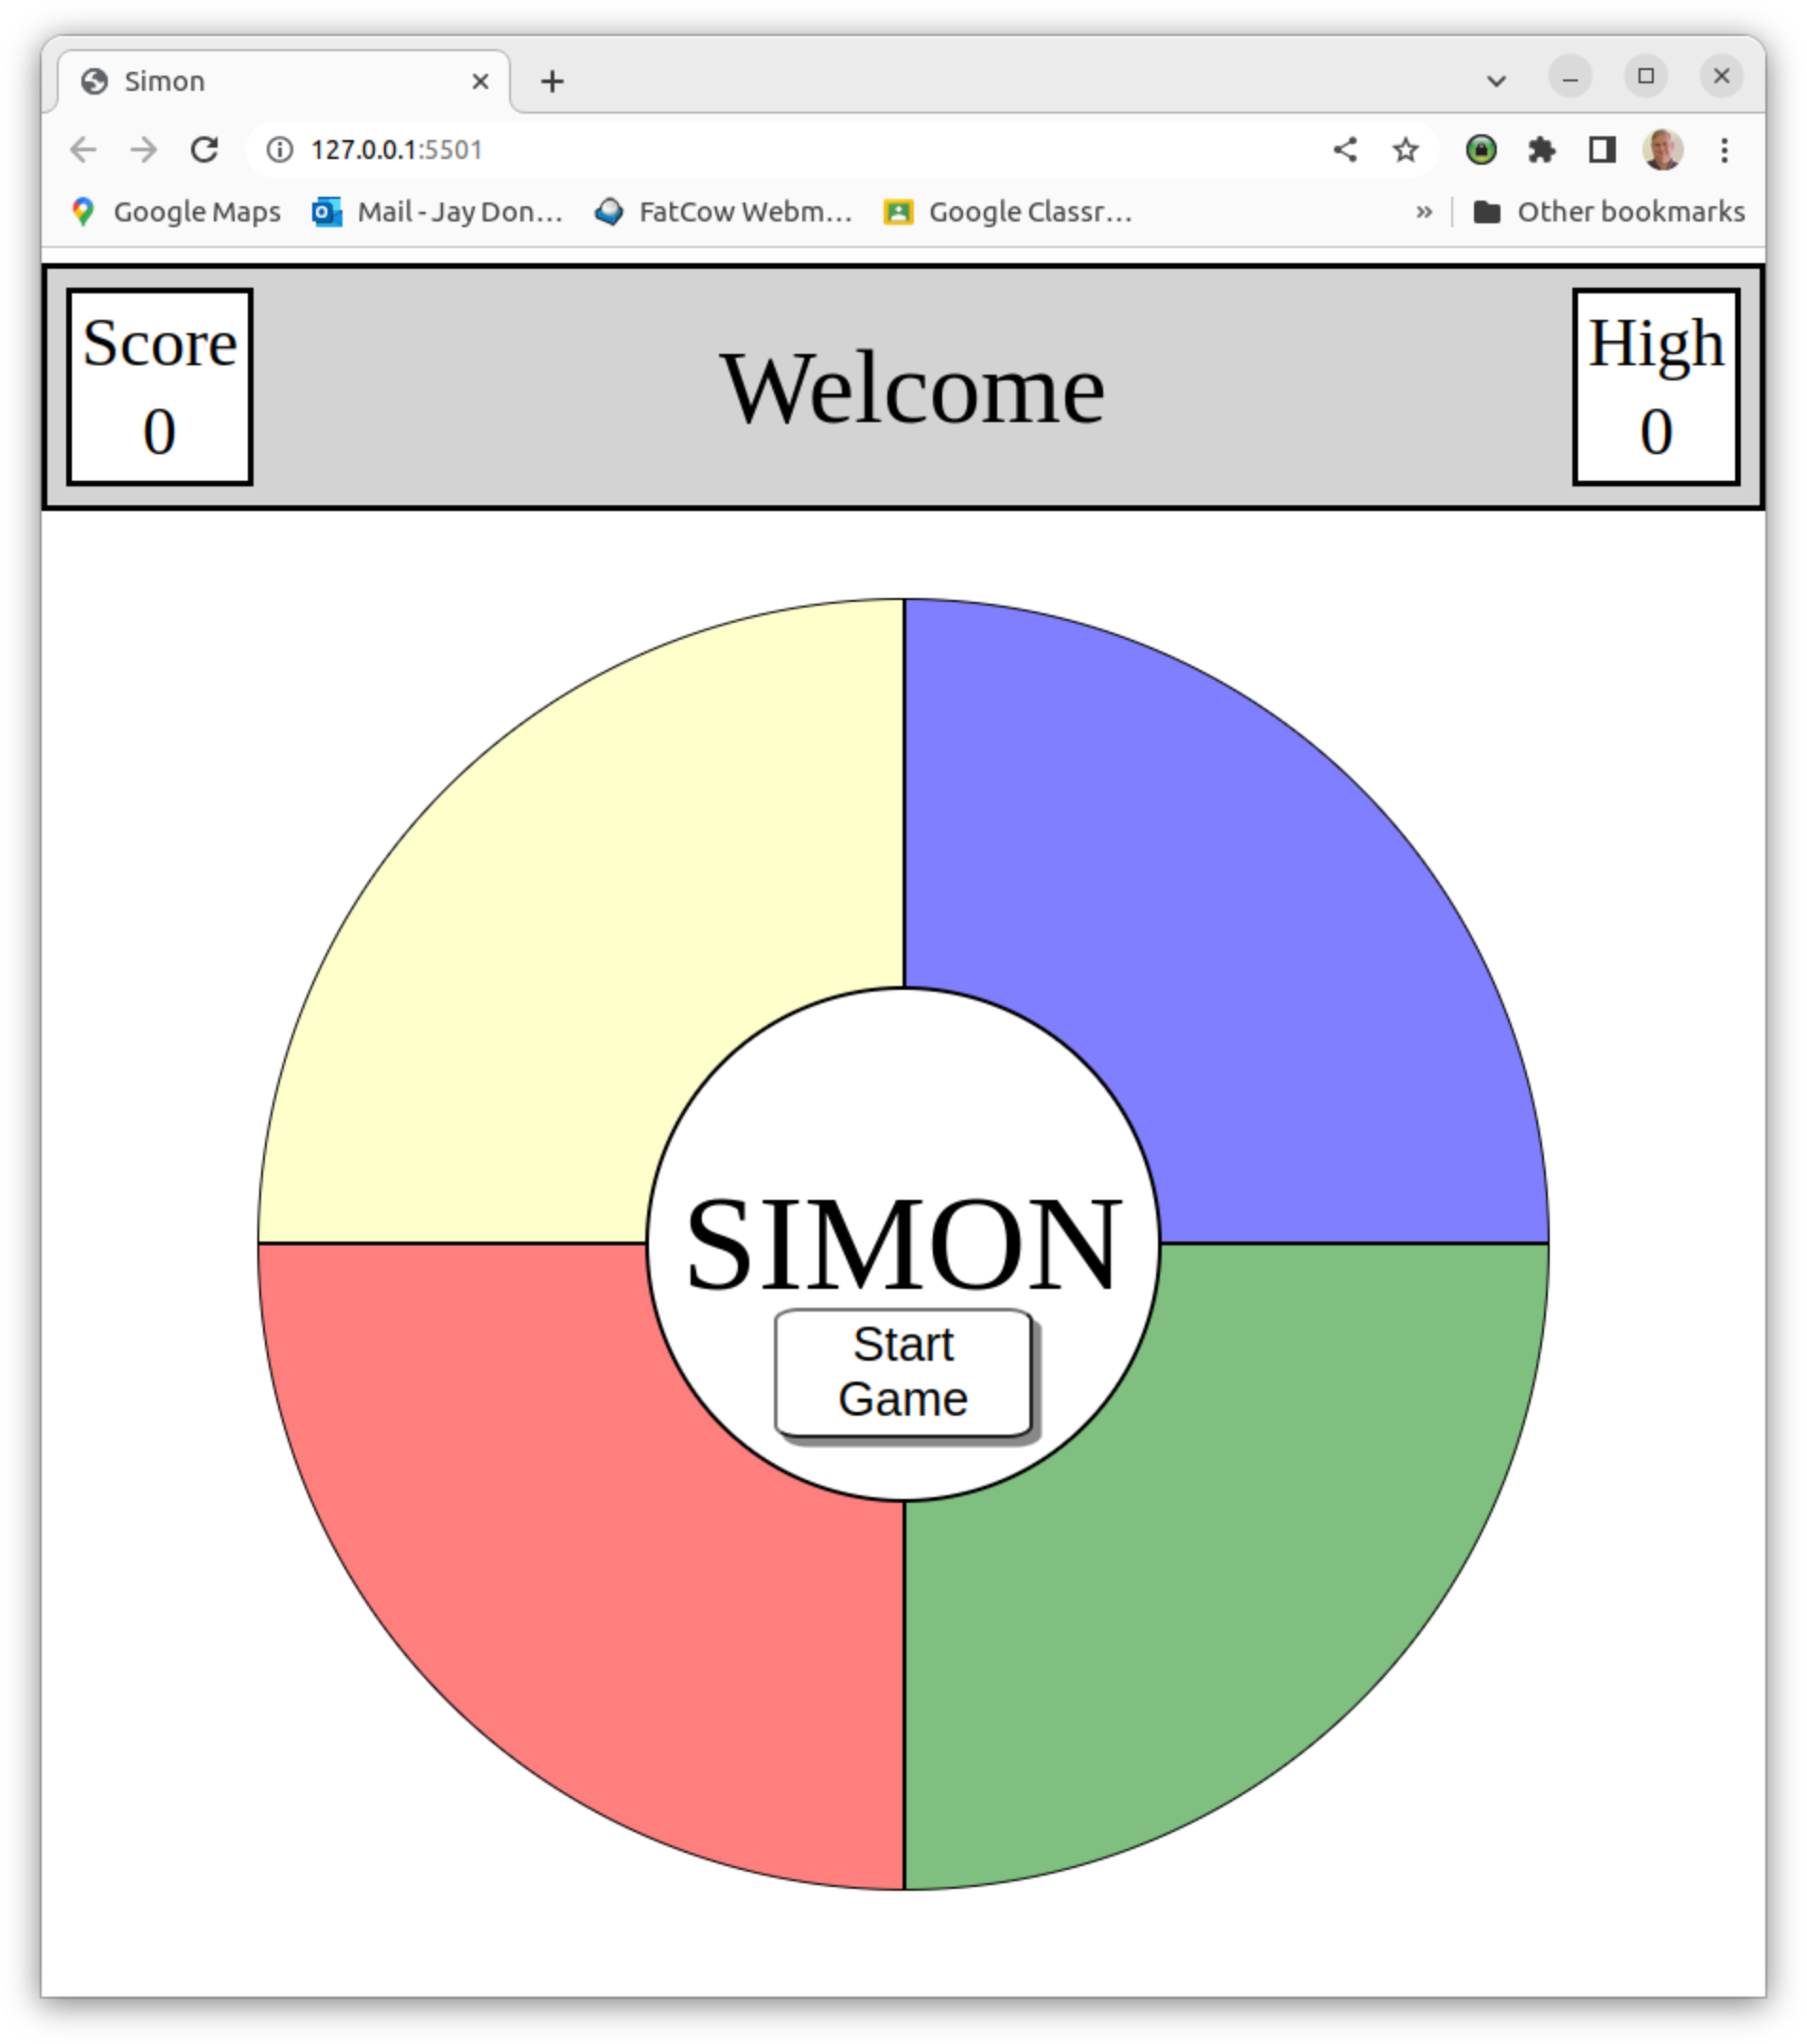 Simon
127.0.0.1:5501
Google Maps Mail - Jay Don... FatCow Webm... Google Classr... » Other bookmarks
Score
0
Welcome
High
0
SIMON
Start
Game